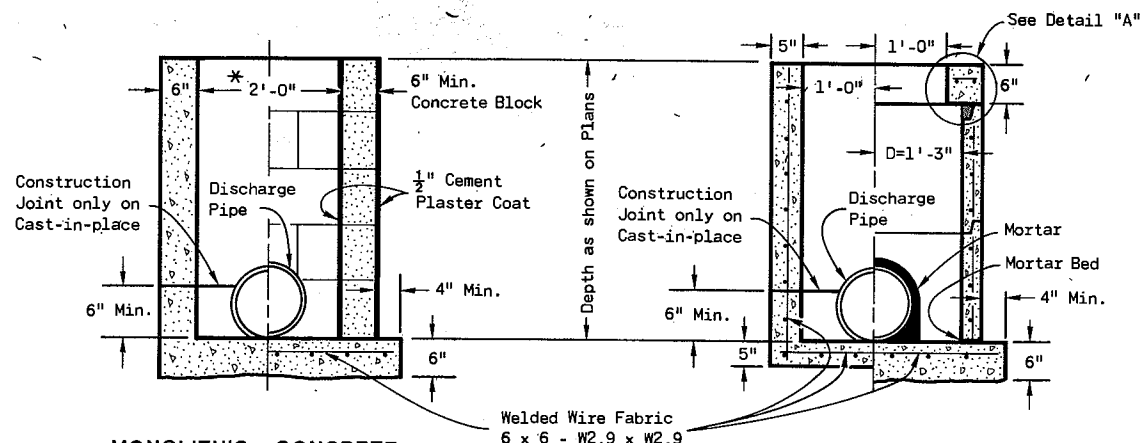 See Detail "A"
5"
1'-0"
6"
* 2'-0"
6" Min.
Concrete Block
1'-0"
6"
D=1'-3"
Depth as shown on Plans
Construction
Joint only on
Cast-in-place
Discharge
Pipe
1/2" Cement
Plaster Coat
Construction
Joint only on
Cast-in-place
Discharge
Pipe
Mortar
Mortar Bed
6" Min.
4" Min.
6" Min.
4" Min.
6"
5"
6"
Welded Wire Fabric
6 x 6 - W2.9 x W2.9
MONOLITHIC CONCRETE